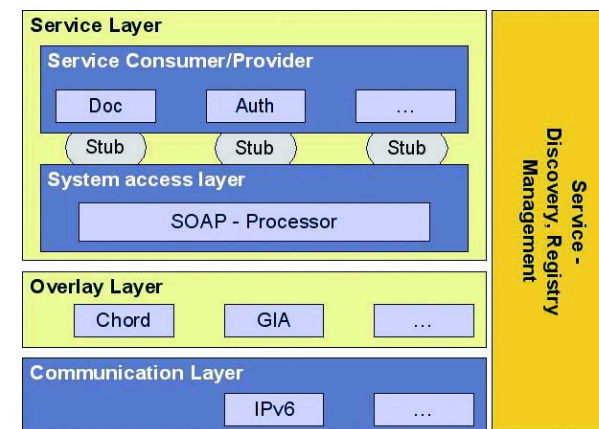 Service Layer
Service Consumer/Provider
Doc
Auth
...
Stub
Stub
Stub
System access layer
SOAP - Processor
Overlay Layer
Chord
GIA
...
Communication Layer
IPv6
...
Service -
Discovery, Registry
Management